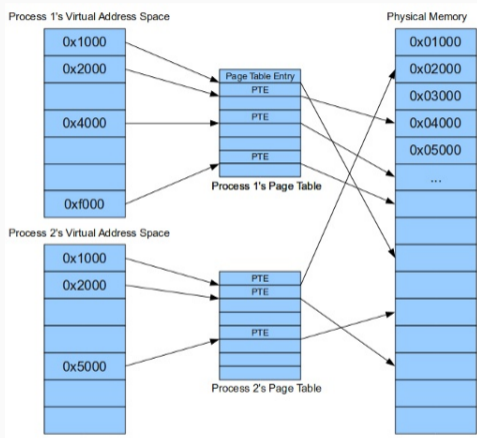 Process 1's Virtual Address Space
0x1000
0x2000
0x4000
0xf000
Page Table Entry
PTE
PTE
PTE
Process 1's Page Table
Physical Memory
0x01000
0x02000
0x03000
0x04000
0x05000
...
Process 2's Virtual Address Space
0x1000
0x2000
0x5000
PTE
PTE
PTE
Process 2's Page Table